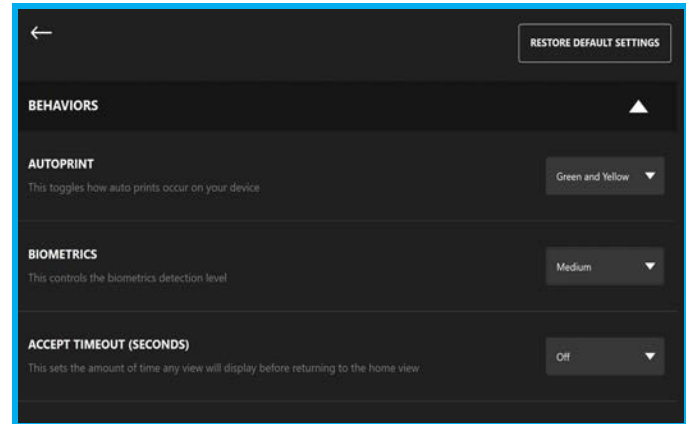 RESTORE DEFAULT SETTINGS
BEHAVIORS
AUTOPRINT
This toggles how auto prints occur on your device
Green and Yellow
BIOMETRICS
This controls the biometrics detection level
Medium
ACCEPT TIMEOUT (SECONDS)
This sets the amount of time any view will display before returning to the home view
Off